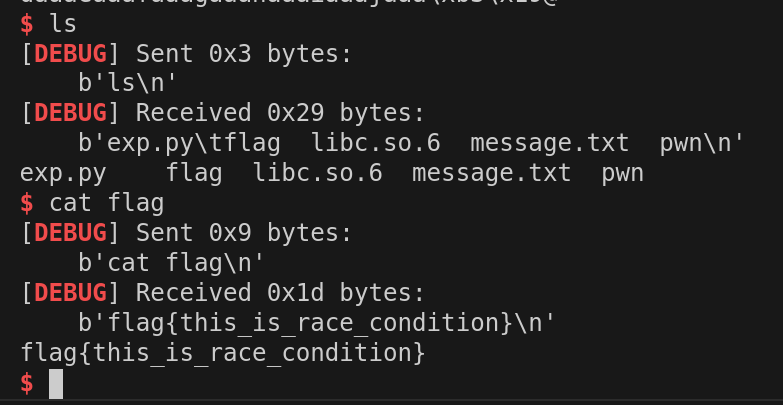 $ ls
[DEBUG] Sent 0x3 bytes:
    b'ls\n'
[DEBUG] Received 0x29 bytes:
    b'exp.py\tflag  libc.so.6  message.txt  pwn\n'
exp.py    flag  libc.so.6  message.txt  pwn
$ cat flag
[DEBUG] Sent 0x9 bytes:
    b'cat flag\n'
[DEBUG] Received 0x1d bytes:
    b'flag{this_is_race_condition}\n'
flag{this_is_race_condition}
$